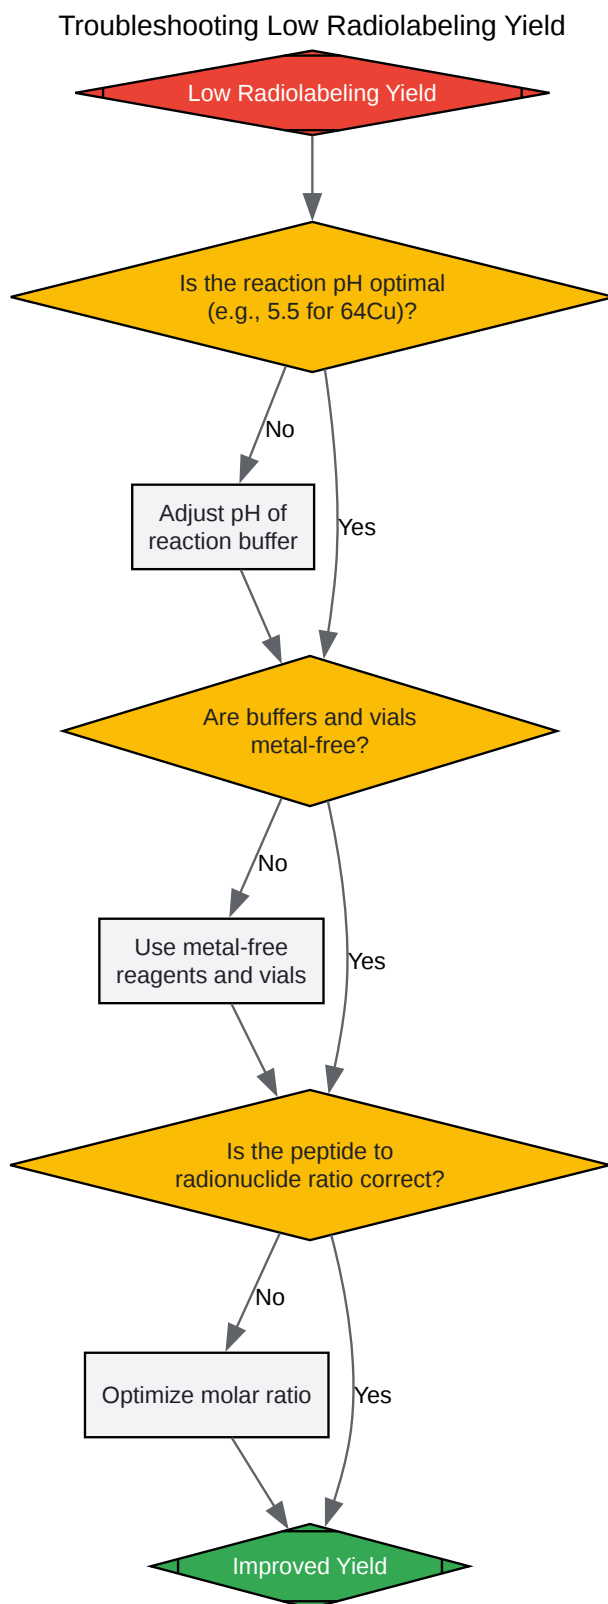 Troubleshooting Low Radiolabeling Yield
Low Radiolabeling Yield
Is the reaction pH optimal
(e.g., 5.5 for 64Cu)?
No
Yes
Adjust pH of
reaction buffer
Are buffers and vials
metal-free?
No
Yes
Use metal-free
reagents and vials
Is the peptide to
radionuclide ratio correct?
No
Yes
Optimize molar ratio
Improved Yield